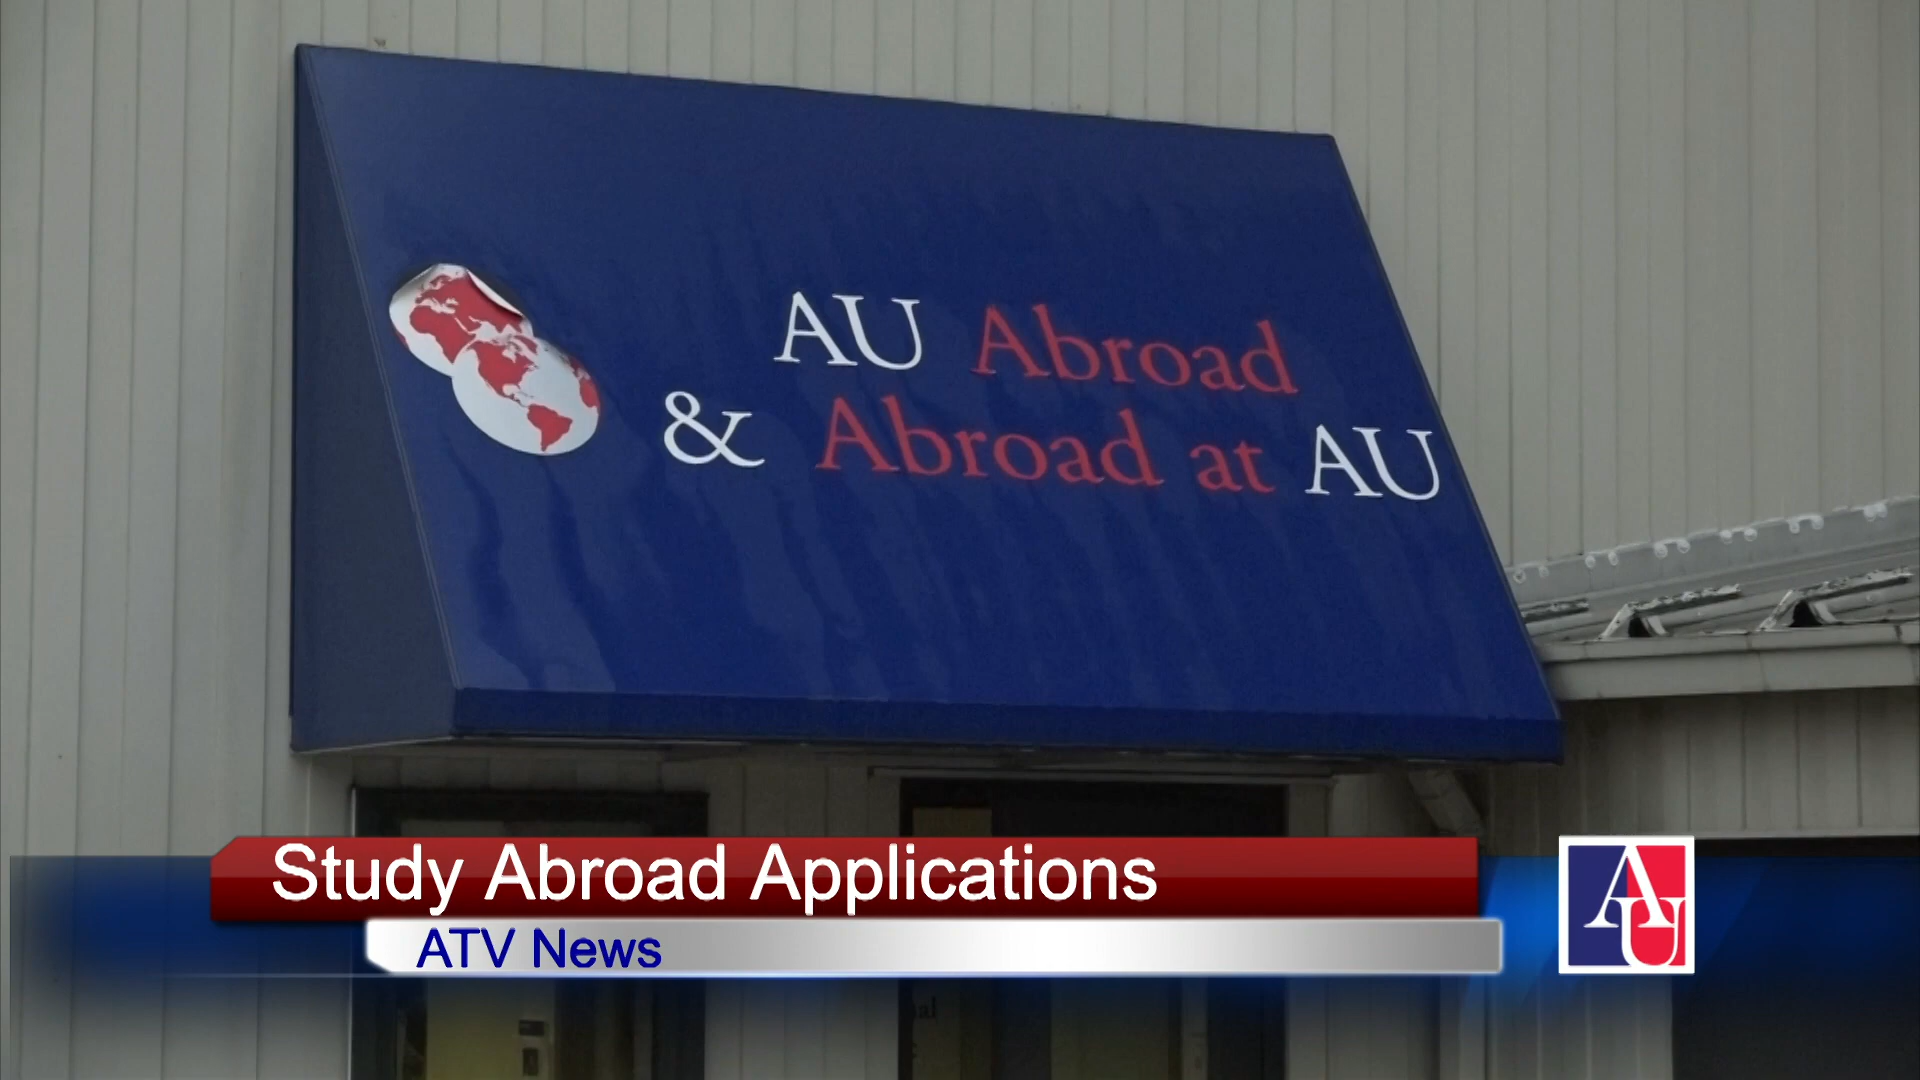 AU Abroad
& Abroad at AU
Study Abroad Applications
ATV News
AU